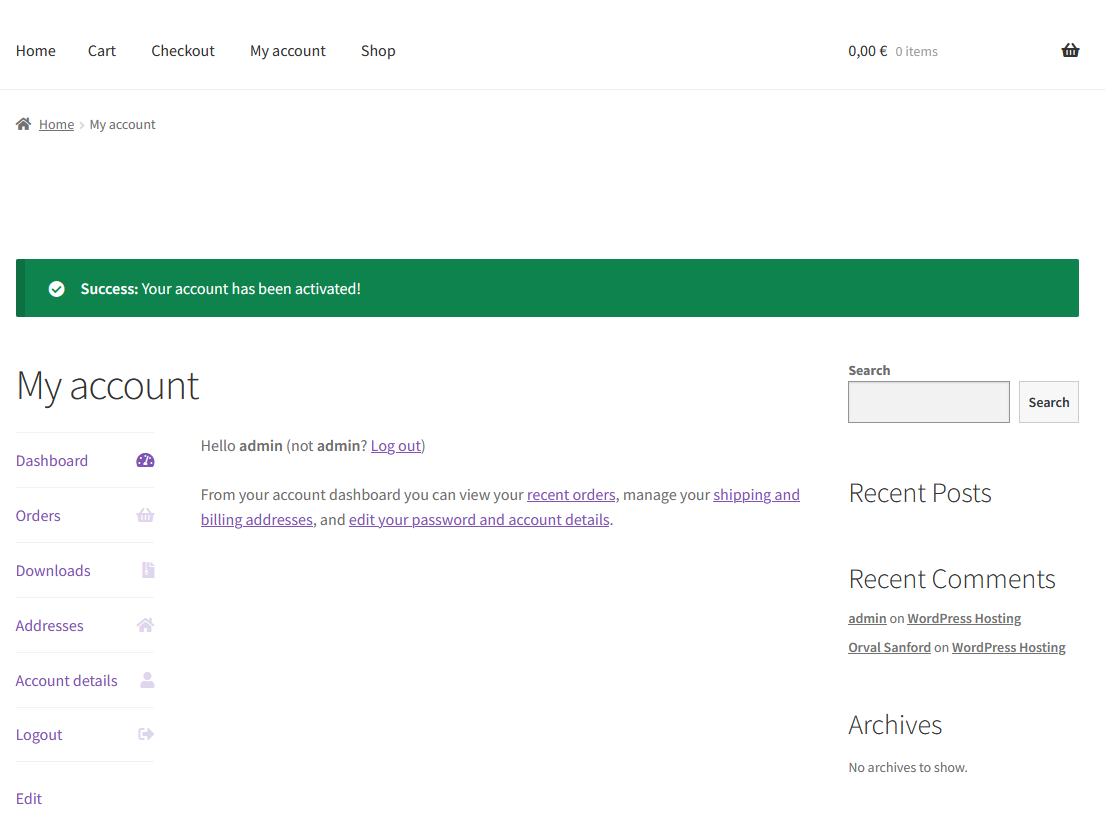 Home Cart Checkout My account Shop 0,00 € 0 items
Home › My account
Success: Your account has been activated!
My account
Dashboard
Orders
Downloads
Addresses
Account details
Logout
Edit
Hello admin (not admin? Log out)
From your account dashboard you can view your recent orders, manage your shipping and
billing addresses, and edit your password and account details.
Search
Search
Recent Posts
Recent Comments
admin on WordPress Hosting
Orval Sanford on WordPress Hosting
Archives
No archives to show.